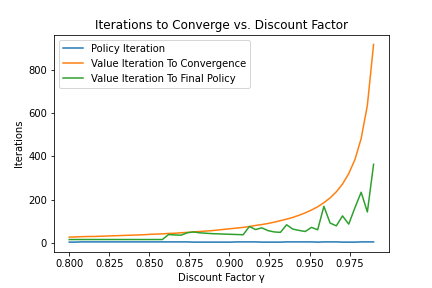 Iterations to Converge vs. Discount Factor
Policy Iteration
Value Iteration To Convergence
Value Iteration To Final Policy
Iterations
800
600
400
200
0
0.800 0.825 0.850 0.875 0.900 0.925 0.950 0.975
Discount Factor γ